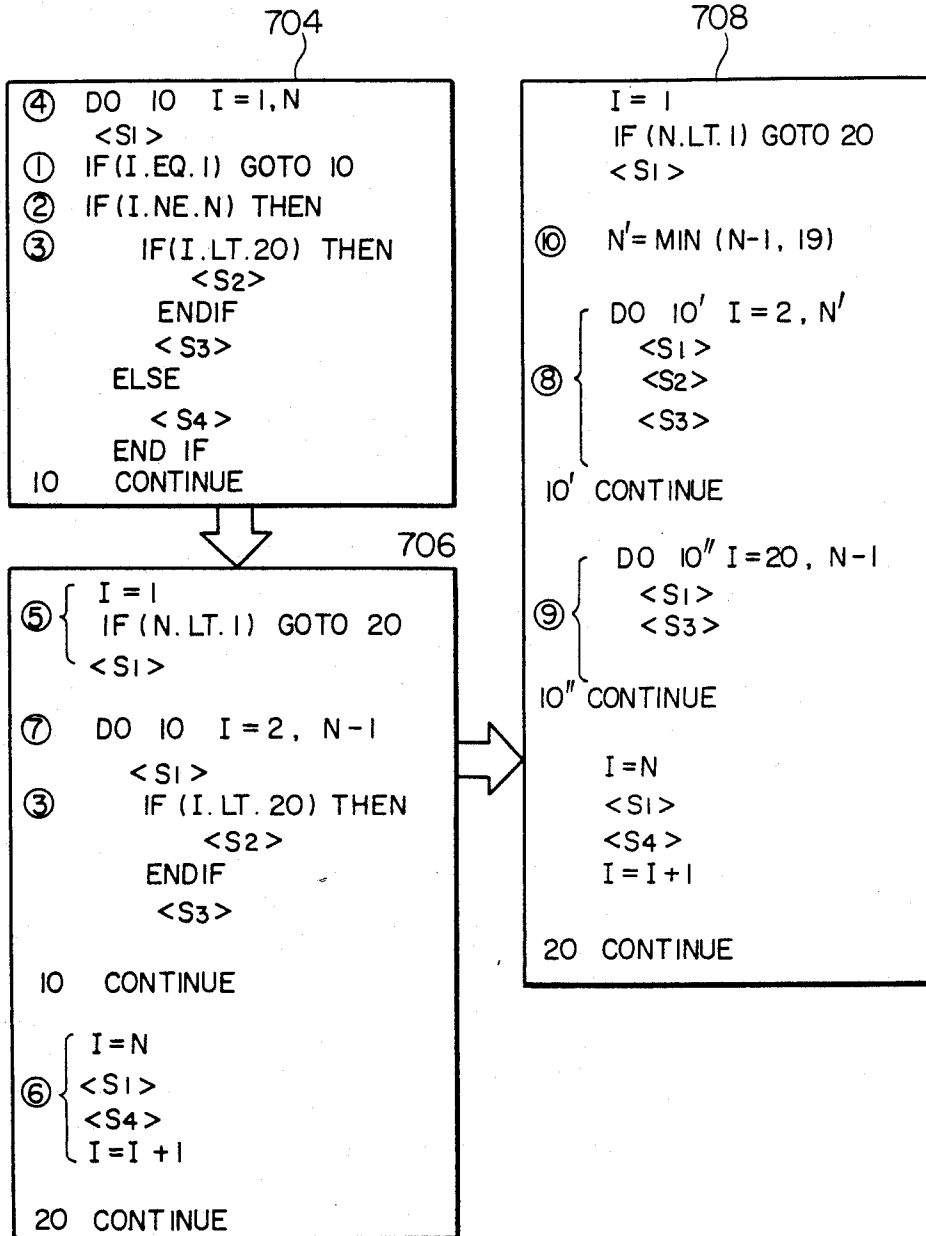 704
④ DO 10 I = 1, N
<S1>
① IF(I.EQ.1) GOTO 10
② IF(I.NE.N) THEN
③ IF(I.LT.20) THEN
<S2>
ENDIF
<S3>
ELSE
<S4>
END IF
10 CONTINUE
706
⑤ I = 1
IF (N.LT.1) GOTO 20
<S1>
⑦ DO 10 I = 2, N-1
<S1>
③ IF (I.LT.20) THEN
<S2>
ENDIF
<S3>
10 CONTINUE
⑥ I = N
<S1>
<S4>
I = I + 1
20 CONTINUE
708
I = 1
IF (N.LT.1) GOTO 20
<S1>
⑩ N' = MIN (N-1, 19)
⑧ DO 10' I = 2, N'
<S1>
<S2>
<S3>
10' CONTINUE
⑨ DO 10" I = 20, N-1
<S1>
<S3>
10" CONTINUE
I = N
<S1>
<S4>
I = I + 1
20 CONTINUE